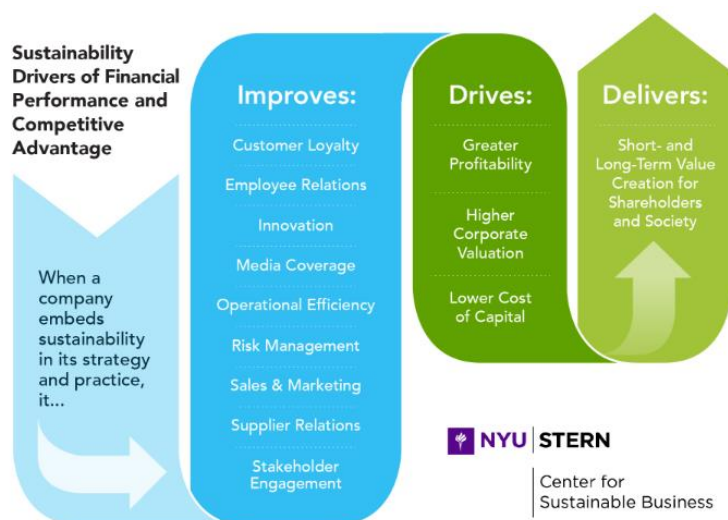 Sustainability
Drivers of Financial
Performance and
Competitive
Advantage
When a
company
embeds
sustainability
in its strategy
and practice,
it...
Improves:
Customer Loyalty
Employee Relations
Innovation
Media Coverage
Operational Efficiency
Risk Management
Sales & Marketing
Supplier Relations
Stakeholder
Engagement
Drives:
Greater
Profitability
Higher
Corporate
Valuation
Lower Cost
of Capital
Delivers:
Short- and
Long-Term Value
Creation for
Shareholders
and Society
NYU STERN
Center for
Sustainable Business